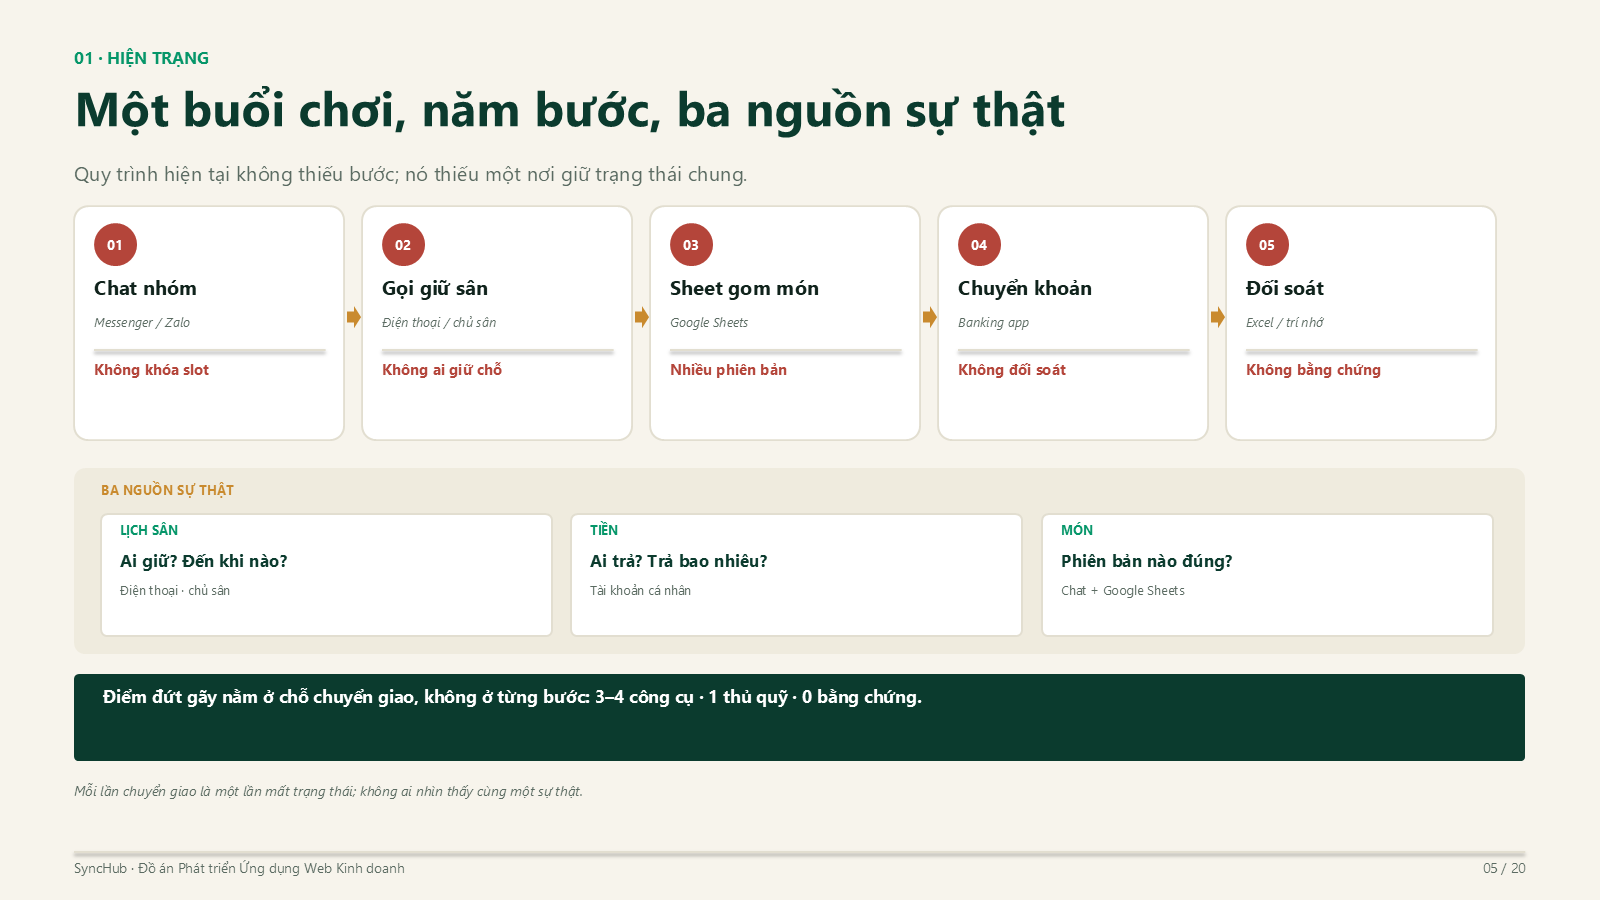 01 · HIỆN TRẠNG
Một buổi chơi, năm bước, ba nguồn sự thật
Quy trình hiện tại không thiếu bước; nó thiếu một nơi giữ trạng thái chung.
01
Chat nhóm
Messenger / Zalo
Không khóa slot
02
Gọi giữ sân
Điện thoại / chủ sân
Không ai giữ chỗ
03
Sheet gom món
Google Sheets
Nhiều phiên bản
04
Chuyển khoản
Banking app
Không đối soát
05
Đối soát
Excel / trí nhớ
Không bằng chứng
BA NGUỒN SỰ THẬT
LỊCH SÂN
Ai giữ? Đến khi nào?
Điện thoại · chủ sân
TIỀN
Ai trả? Trả bao nhiêu?
Tài khoản cá nhân
MÓN
Phiên bản nào đúng?
Chat + Google Sheets
Điểm đứt gãy nằm ở chỗ chuyển giao, không ở từng bước: 3–4 công cụ · 1 thủ quỹ · 0 bằng chứng.
Mỗi lần chuyển giao là một lần mất trạng thái; không ai nhìn thấy cùng một sự thật.
SyncHub · Đồ án Phát triển Ứng dụng Web Kinh doanh
05 / 20